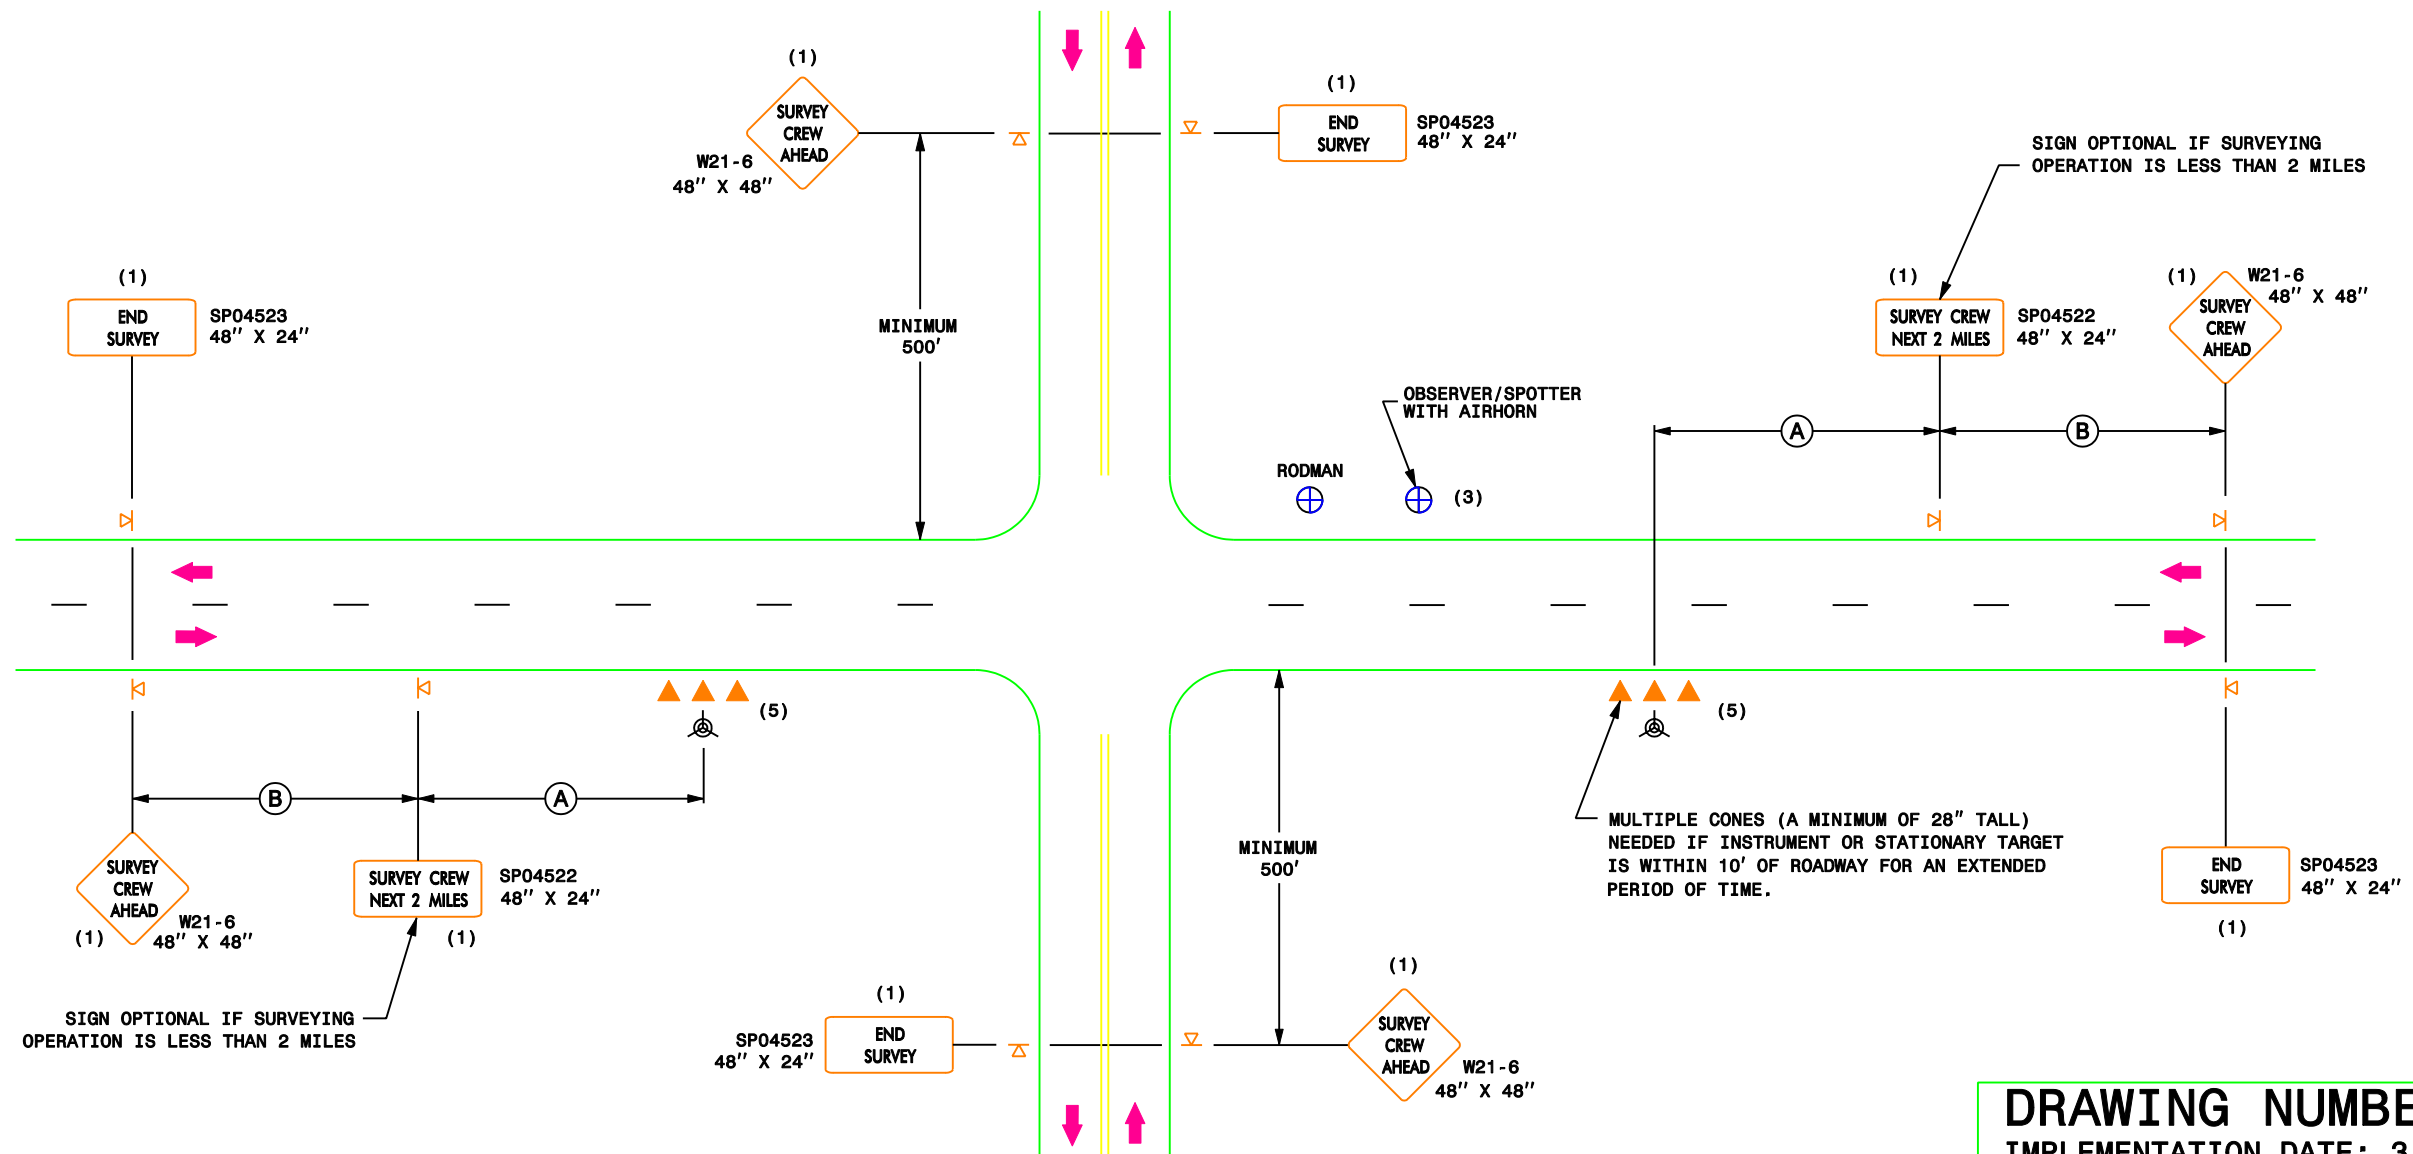 (1)
SURVEY
CREW
AHEAD
W21-6
48" X 48"
(1)
END
SURVEY
SP04523
48" X 24"
SIGN OPTIONAL IF SURVEYING
OPERATION IS LESS THAN 2 MILES
(1)
END
SURVEY
SP04523
48" X 24"
MINIMUM
500'
(1)
SURVEY CREW
NEXT 2 MILES
SP04522
48" X 24"
(1)
W21-6
48" X 48"
SURVEY
CREW
AHEAD
OBSERVER/SPOTTER
WITH AIRHORN
A
B
RODMAN
(3)
(5)
(5)
B
A
MINIMUM
500'
MULTIPLE CONES (A MINIMUM OF 28" TALL)
NEEDED IF INSTRUMENT OR STATIONARY TARGET
IS WITHIN 10' OF ROADWAY FOR AN EXTENDED
PERIOD OF TIME.
SURVEY
CREW
AHEAD
W21-6
48" X 48"
(1)
SURVEY CREW
NEXT 2 MILES
SP04522
48" X 24"
(1)
END
SURVEY
SP04523
48" X 24"
(1)
SIGN OPTIONAL IF SURVEYING
OPERATION IS LESS THAN 2 MILES
(1)
SP04523
48" X 24"
END
SURVEY
(1)
SURVEY
CREW
AHEAD
W21-6
48" X 48"
DRAWING NUMBE
IMPLEMENTATION DATE: 3